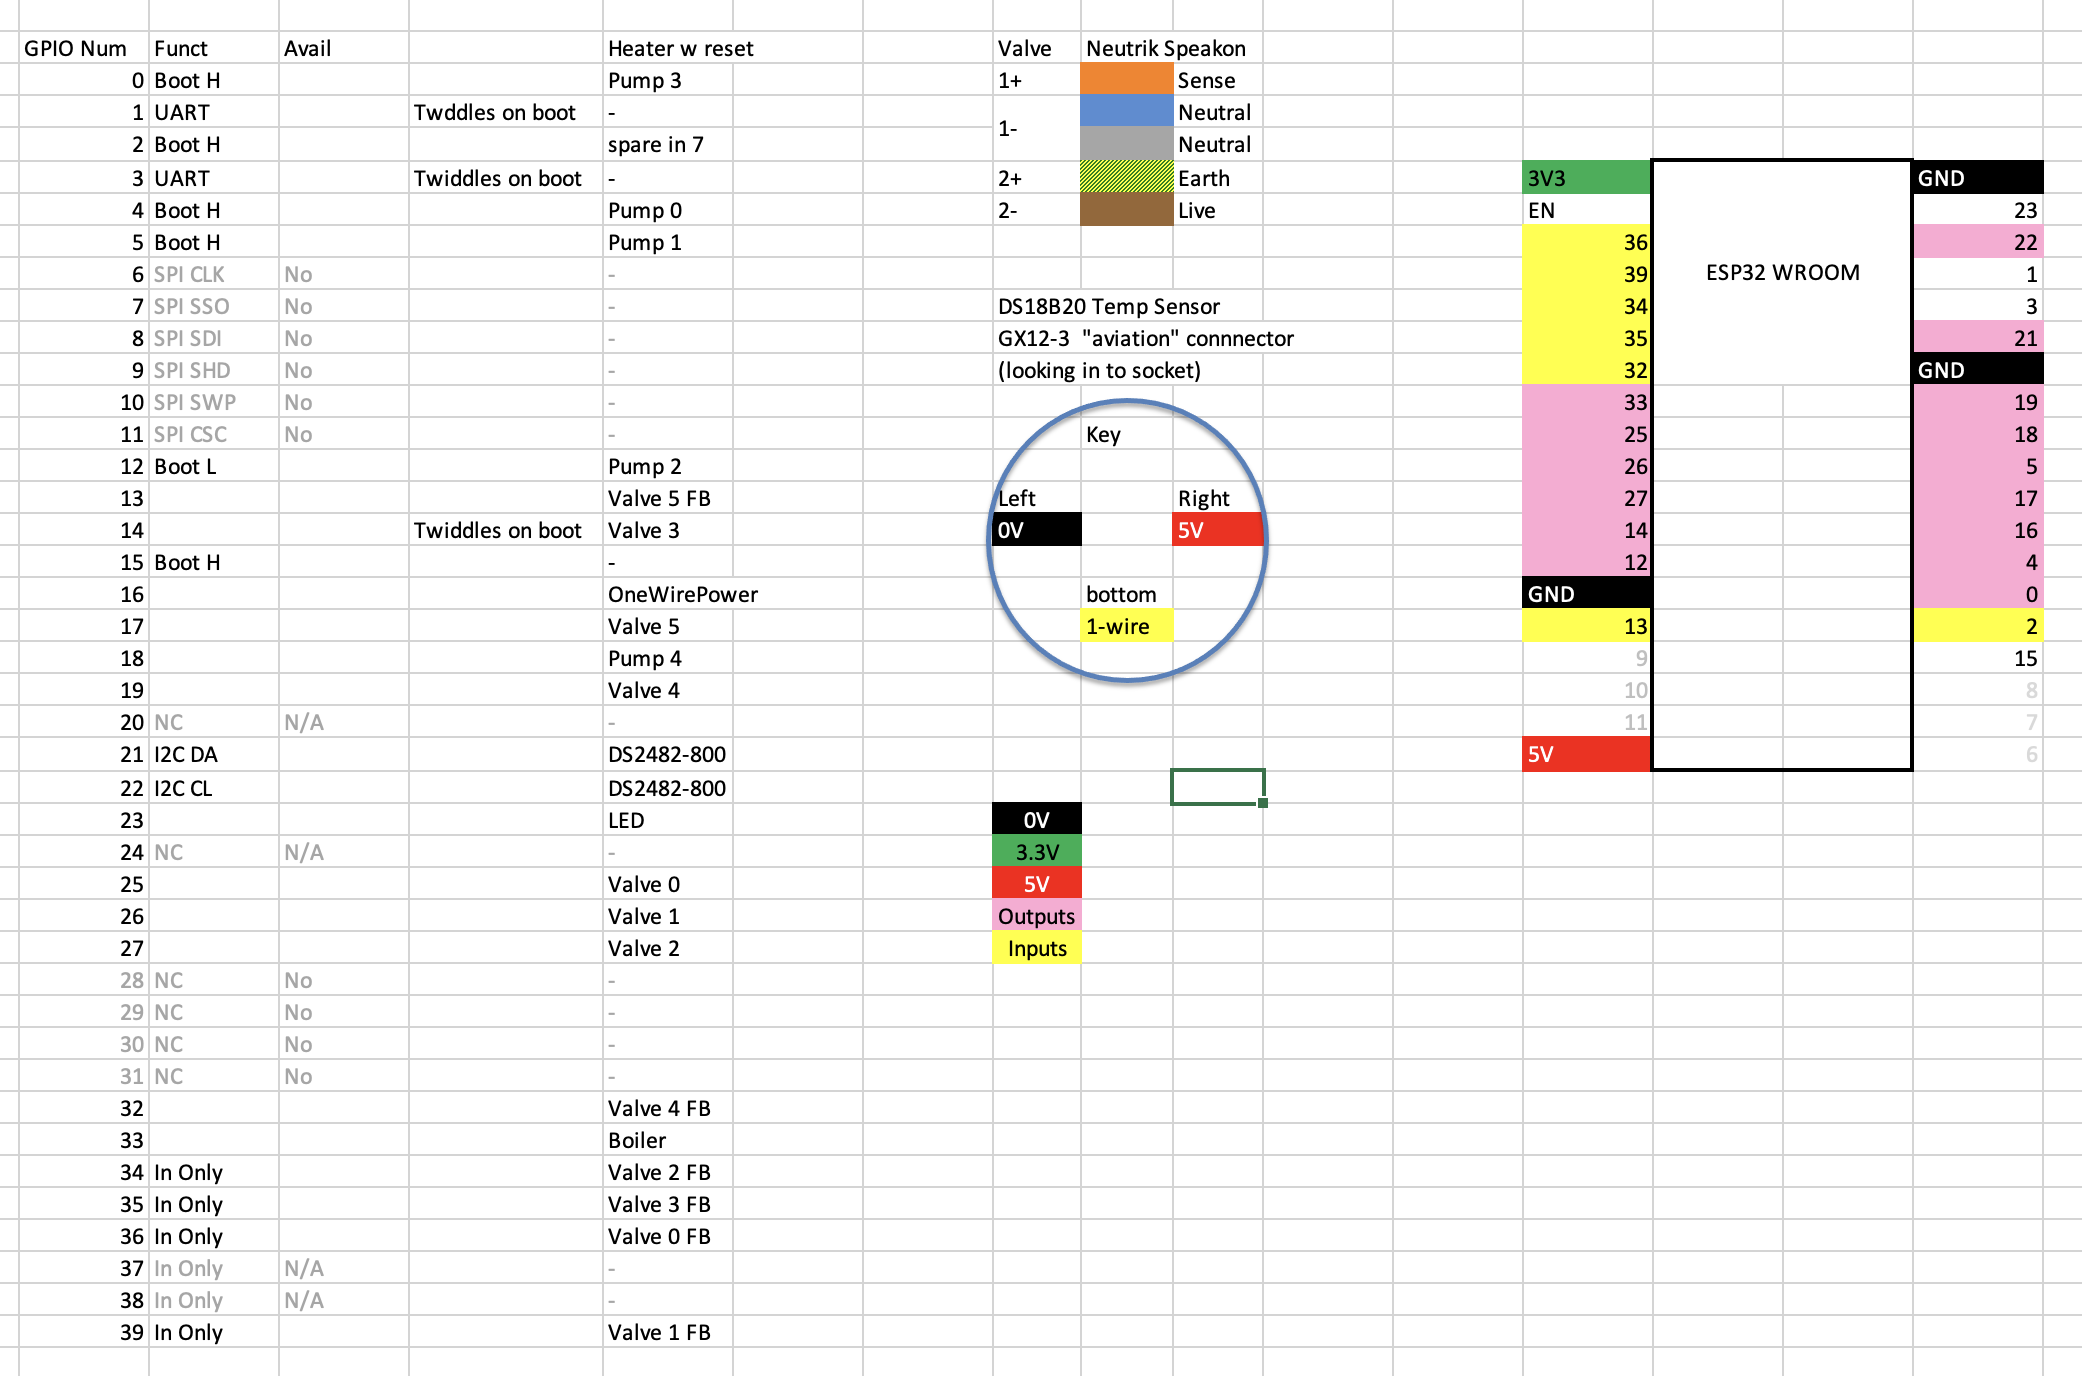 GPIO Num Funct Avail Heater w reset Valve Neutrik Speakon
0 Boot H Pump 3 1+ Sense
1 UART Twddles on boot - Neutral
1-
2 Boot H spare in 7 Neutral
3 UART Twiddles on boot - 2+ Earth 3V3 GND
4 Boot H Pump 0 2- Live EN 23
5 Boot H Pump 1 36 22
6 SPI CLK No - 39 ESP32 WROOM 1
7 SPI SSO No - DS18B20 Temp Sensor 34 3
8 SPI SDI No - GX12-3 "aviation" connnector 35 21
9 SPI SHD No - (looking in to socket) 32 GND
10 SPI SWP No - 33 19
11 SPI CSC No - Key 25 18
12 Boot L Pump 2 26 5
13 Valve 5 FB Left Right 27 17
14 Twiddles on boot Valve 3 0V 5V 14 16
15 Boot H - 12 4
16 OneWirePower bottom GND 0
17 Valve 5 1-wire 13 2
18 Pump 4 9 15
19 Valve 4 10 8
20 NC N/A - 11 7
21 I2C DA DS2482-800 5V 6
22 I2C CL DS2482-800
23 LED 0V
24 NC N/A - 3.3V
25 Valve 0 5V
26 Valve 1 Outputs
27 Valve 2 Inputs
28 NC No -
29 NC No -
30 NC No -
31 NC No -
32 Valve 4 FB
33 Boiler
34 In Only Valve 2 FB
35 In Only Valve 3 FB
36 In Only Valve 0 FB
37 In Only N/A -
38 In Only N/A -
39 In Only Valve 1 FB